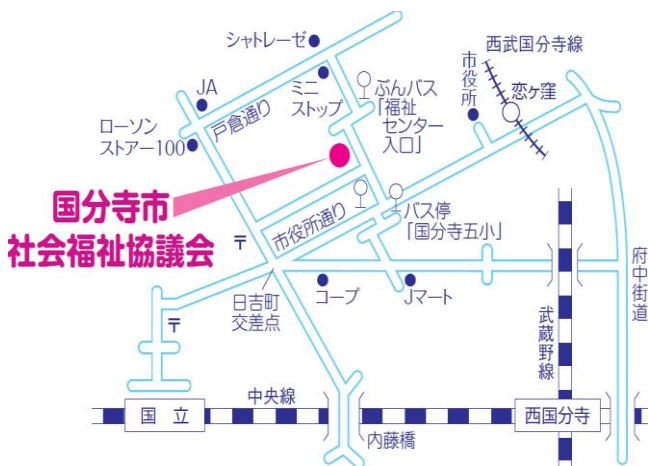 シャトレーゼ
西武国分寺線
JA
ミニ
ストップ
市役所
恋ヶ窪
ぶんバス
「福祉
センター
入口」
戸倉通り
ローソン
ストアー100
国分寺市
社会福祉協議会
市役所通り
バス停
「国分寺五小」
〒
日吉町
交差点
コープ
Jマート
府中街道
〒
武蔵野線
中央線
国立
西国分寺
内藤橋